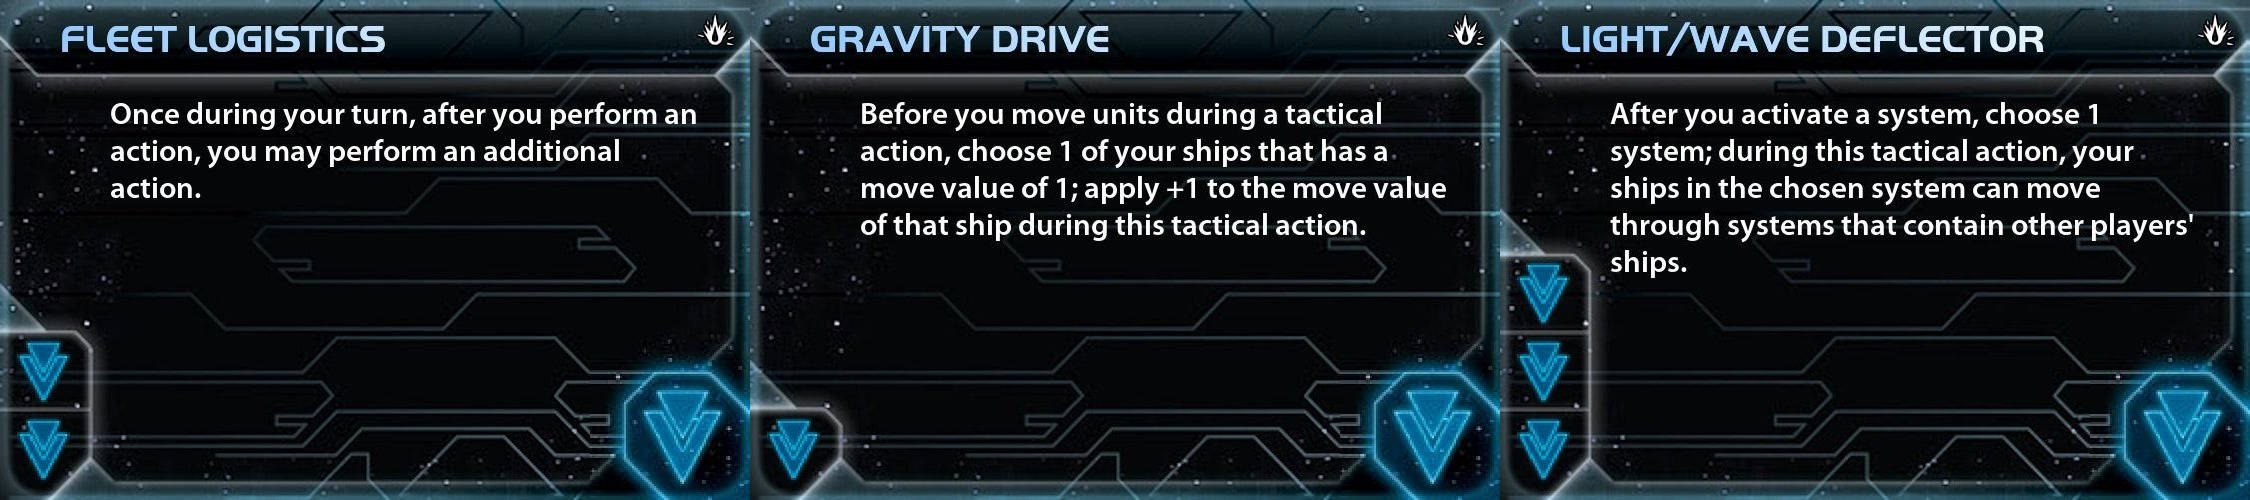 FLEET LOGISTICS
Once during your turn, after you perform an
action, you may perform an additional
action.
GRAVITY DRIVE
Before you move units during a tactical
action, choose 1 of your ships that has a
move value of 1; apply +1 to the move value
of that ship during this tactical action.
LIGHT/WAVE DEFLECTOR
After you activate a system, choose 1
system; during this tactical action, your
ships in the chosen system can move
through systems that contain other players'
ships.